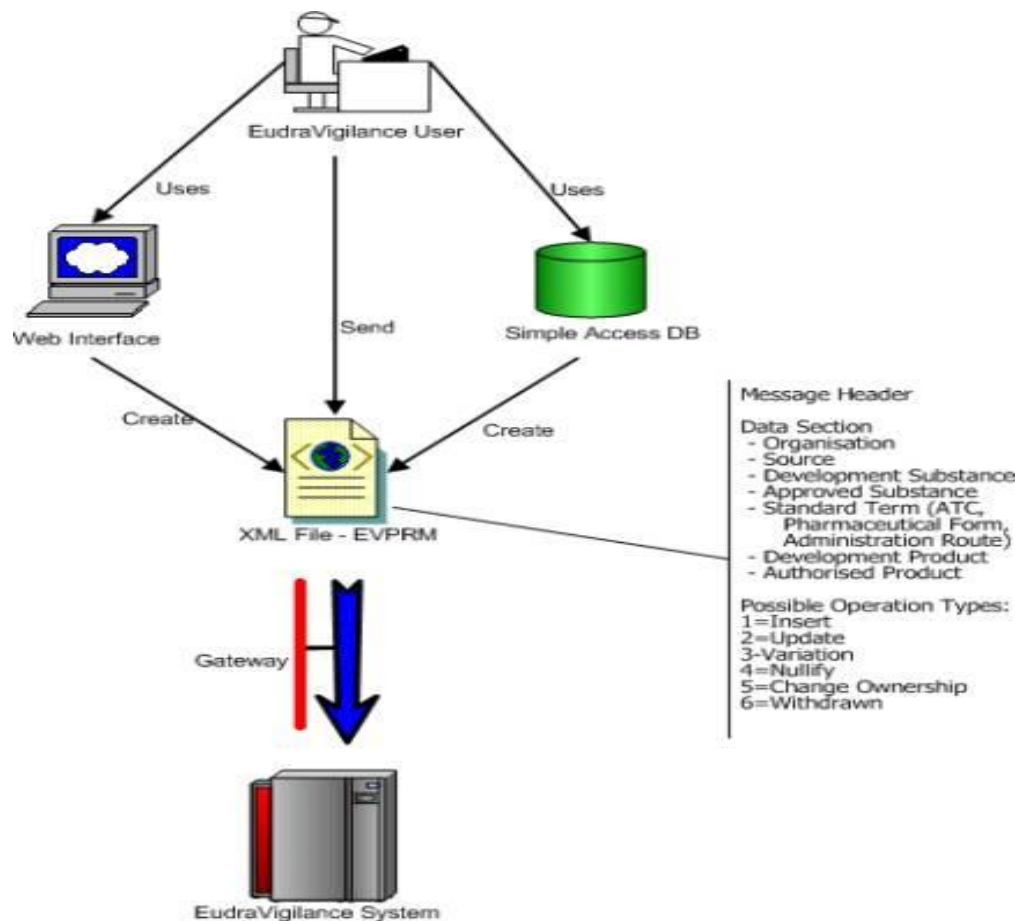 EudraVigilance User
Uses
Uses
Web Interface
Send
Simple Access DB
Create
Create
XML File - EVPRM
Message Header
Data Section
- Organisation
- Source
- Development Substance
- Approved Substance
- Standard Term (ATC,
Pharmaceutical Form,
Administration Route)
- Development Product
- Authorised Product
Possible Operation Types:
1=Insert
2=Update
3-Variation
4=Nullify
5=Change Ownership
6=Withdrawn
Gateway
EudraVigilance System